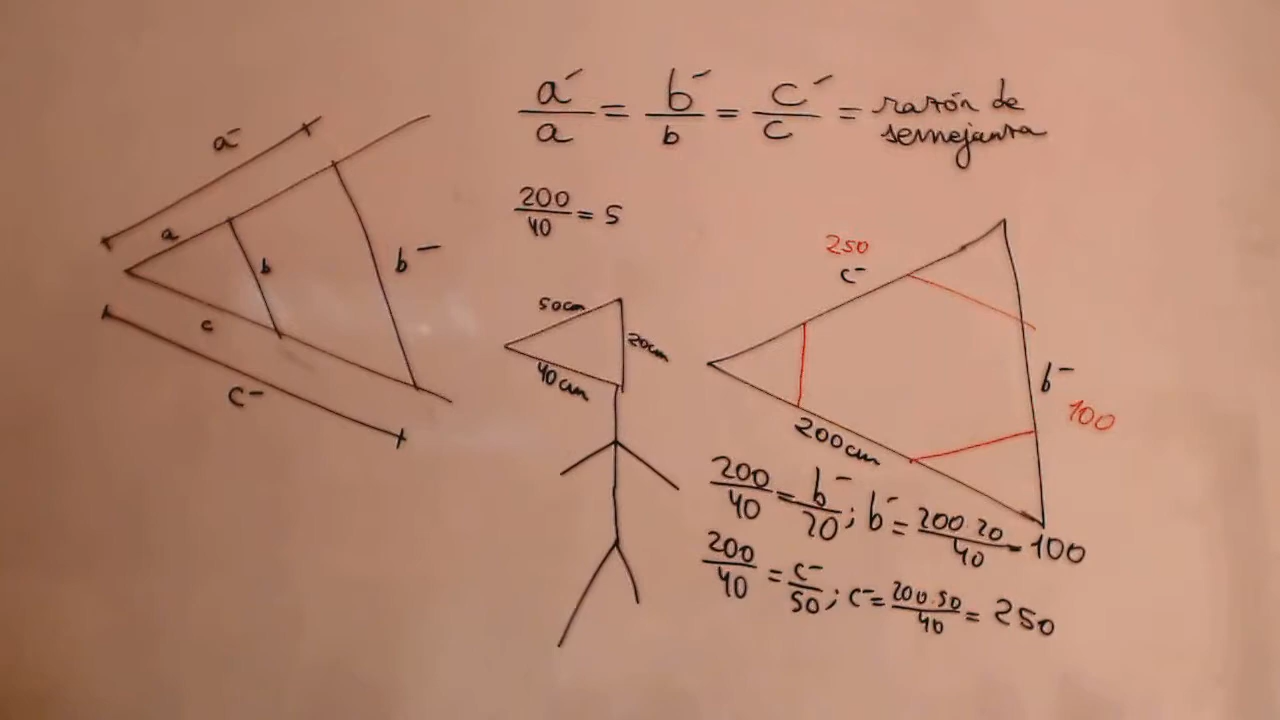 a´/a = b´/b = c´/c = razón de
semejanza
200/40 = 5
a´
a
b
b´
c
c´
50cm
20cm
40cm
250
c´
b´
100
200cm
200/40 = b´/20 ; b´ = 200·20/40 = 100
200/40 = c´/50 ; c´ = 200·50/40 = 250